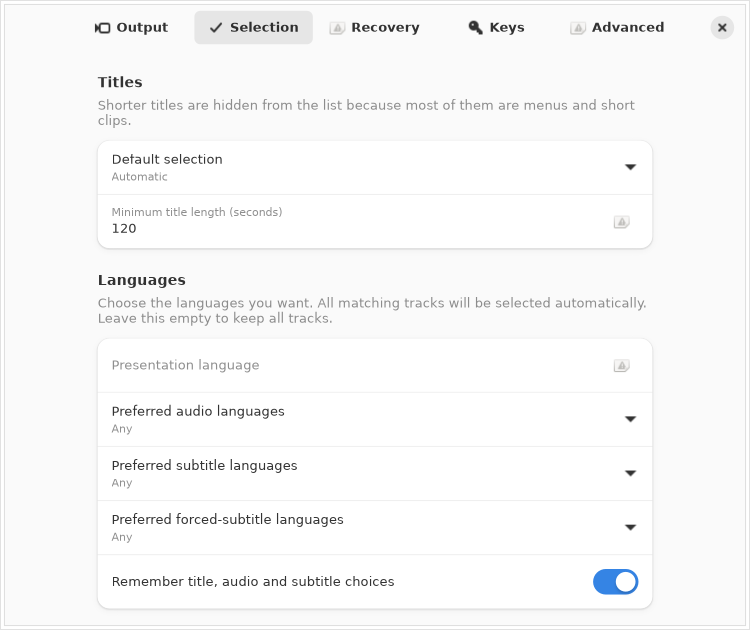 Output
Selection
Recovery
Keys
Advanced
Titles
Shorter titles are hidden from the list because most of them are menus and short
clips.
Default selection
Automatic
Minimum title length (seconds)
120
Languages
Choose the languages you want. All matching tracks will be selected automatically.
Leave this empty to keep all tracks.
Presentation language
Preferred audio languages
Any
Preferred subtitle languages
Any
Preferred forced-subtitle languages
Any
Remember title, audio and subtitle choices